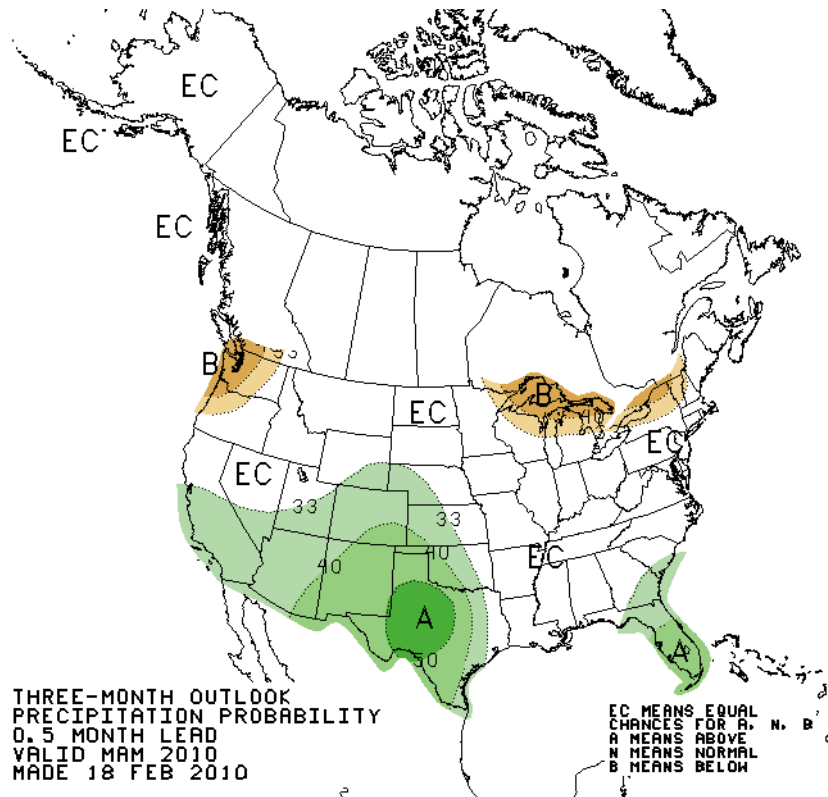 EC
EC
EC
B
33
EC
B
40
EC
EC
33
33
40
40
EC
A
50
A
THREE-MONTH OUTLOOK
PRECIPITATION PROBABILITY
0.5 MONTH LEAD
VALID MAM 2010
MADE 18 FEB 2010
EC MEANS EQUAL
CHANCES FOR A, N, B
A MEANS ABOVE
N MEANS NORMAL
B MEANS BELOW